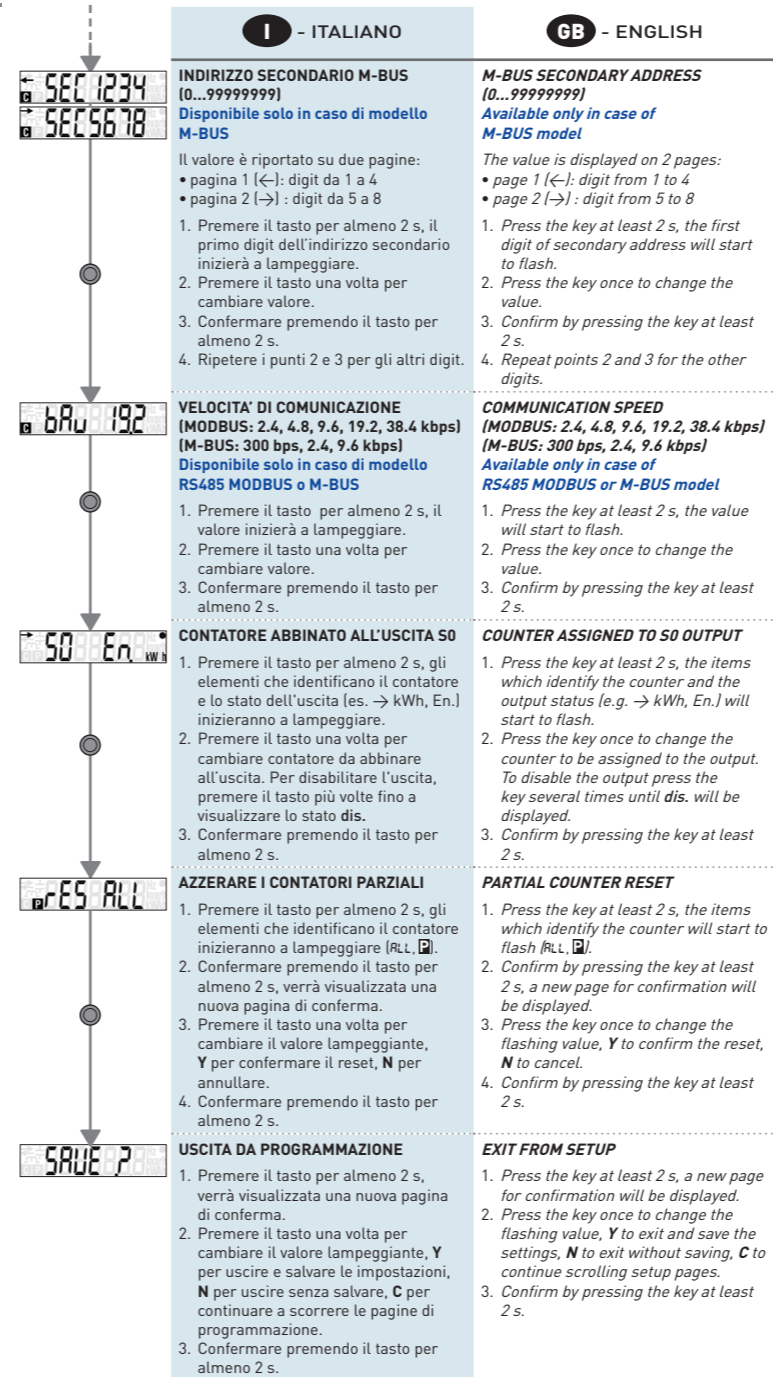 I - ITALIANO
GB - ENGLISH
← C SEC 1234
→ C SEC5678
INDIRIZZO SECONDARIO M-BUS
(0...99999999)
Disponibile solo in caso di modello
M-BUS
Il valore è riportato su due pagine:
• pagina 1 (←): digit da 1 a 4
• pagina 2 (→) : digit da 5 a 8
1. Premere il tasto per almeno 2 s, il
primo digit dell'indirizzo secondario
inizierà a lampeggiare.
2. Premere il tasto una volta per
cambiare valore.
3. Confermare premendo il tasto per
almeno 2 s.
4. Ripetere i punti 2 e 3 per gli altri digit.
M-BUS SECONDARY ADDRESS
(0...99999999)
Available only in case of
M-BUS model
The value is displayed on 2 pages:
• page 1 (←): digit from 1 to 4
• page 2 (→) : digit from 5 to 8
1. Press the key at least 2 s, the first
digit of secondary address will start
to flash.
2. Press the key once to change the
value.
3. Confirm by pressing the key at least
2 s.
4. Repeat points 2 and 3 for the other
digits.
C bAu 19.2
VELOCITA' DI COMUNICAZIONE
(MODBUS: 2.4, 4.8, 9.6, 19.2, 38.4 kbps)
(M-BUS: 300 bps, 2.4, 9.6 kbps)
Disponibile solo in caso di modello
RS485 MODBUS o M-BUS
1. Premere il tasto per almeno 2 s, il
valore inizierà a lampeggiare.
2. Premere il tasto una volta per
cambiare valore.
3. Confermare premendo il tasto per
almeno 2 s.
COMMUNICATION SPEED
(MODBUS: 2.4, 4.8, 9.6, 19.2, 38.4 kbps)
(M-BUS: 300 bps, 2.4, 9.6 kbps)
Available only in case of
RS485 MODBUS or M-BUS model
1. Press the key at least 2 s, the value
will start to flash.
2. Press the key once to change the
value.
3. Confirm by pressing the key at least
2 s.
→ S0 En. kWh
CONTATORE ABBINATO ALL'USCITA S0
1. Premere il tasto per almeno 2 s, gli
elementi che identificano il contatore
e lo stato dell'uscita (es. → kWh, En.)
inizieranno a lampeggiare.
2. Premere il tasto una volta per
cambiare contatore da abbinare
all'uscita. Per disabilitare l'uscita,
premere il tasto più volte fino a
visualizzare lo stato dis.
3. Confermare premendo il tasto per
almeno 2 s.
COUNTER ASSIGNED TO S0 OUTPUT
1. Press the key at least 2 s, the items
which identify the counter and the
output status (e.g. → kWh, En.) will
start to flash.
2. Press the key once to change the
counter to be assigned to the output.
To disable the output press the
key several times until dis. will be
displayed.
3. Confirm by pressing the key at least
2 s.
P rES ALL
AZZERARE I CONTATORI PARZIALI
1. Premere il tasto per almeno 2 s, gli
elementi che identificano il contatore
inizieranno a lampeggiare (ALL, P).
2. Confermare premendo il tasto per
almeno 2 s, verrà visualizzata una
nuova pagina di conferma.
3. Premere il tasto una volta per
cambiare il valore lampeggiante,
Y per confermare il reset, N per
annullare.
4. Confermare premendo il tasto per
almeno 2 s.
PARTIAL COUNTER RESET
1. Press the key at least 2 s, the items
which identify the counter will start to
flash (ALL, P).
2. Confirm by pressing the key at least
2 s, a new page for confirmation will
be displayed.
3. Press the key once to change the
flashing value, Y to confirm the reset,
N to cancel.
4. Confirm by pressing the key at least
2 s.
SAVE ?
USCITA DA PROGRAMMAZIONE
1. Premere il tasto per almeno 2 s,
verrà visualizzata una nuova pagina
di conferma.
2. Premere il tasto una volta per
cambiare il valore lampeggiante, Y
per uscire e salvare le impostazioni,
N per uscire senza salvare, C per
continuare a scorrere le pagine di
programmazione.
3. Confermare premendo il tasto per
almeno 2 s.
EXIT FROM SETUP
1. Press the key at least 2 s, a new page
for confirmation will be displayed.
2. Press the key once to change the
flashing value, Y to exit and save the
settings, N to exit without saving, C to
continue scrolling setup pages.
3. Confirm by pressing the key at least
2 s.